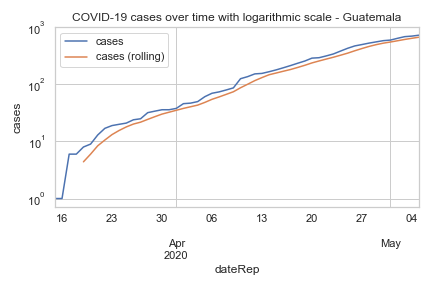 COVID-19 cases over time with logarithmic scale - Guatemala
cases
cases (rolling)
10³
10²
10¹
10⁰
cases
16 23 30 06 13 20 27 04
Apr May
2020
dateRep